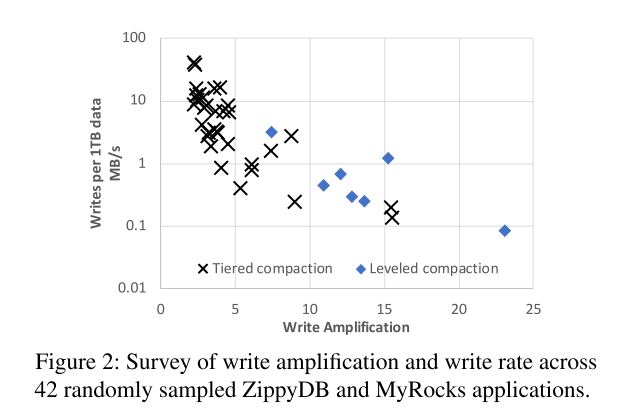 100
10
1
0.1
0.01
Writes per 1TB data
MB/s
Tiered compaction
Leveled compaction
0 5 10 15 20 25
Write Amplification
Figure 2: Survey of write amplification and write rate across
42 randomly sampled ZippyDB and MyRocks applications.